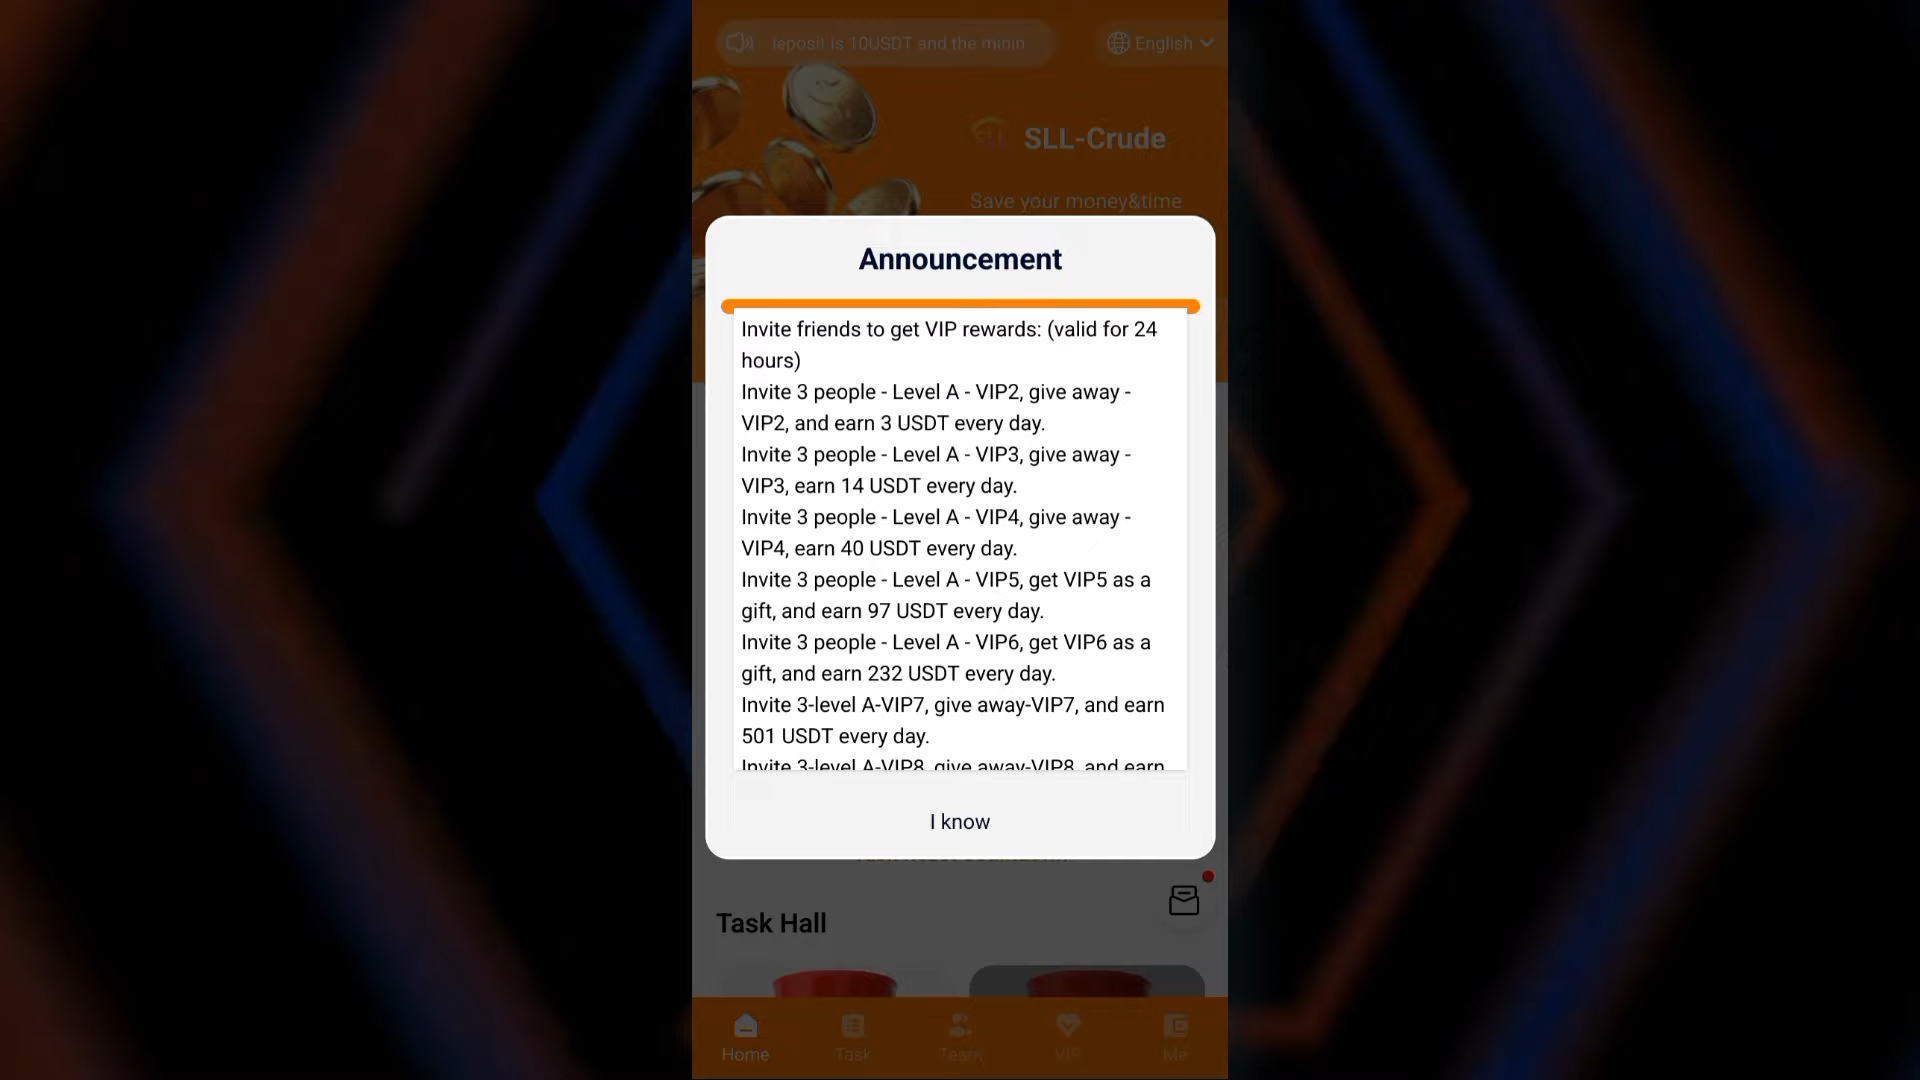 is 10USDT and the
English
SLL-Crude
Save your money&time
Announcement
Invite friends to get VIP rewards: (valid for 24
hours)
Invite 3 people - Level A - VIP2, give away -
VIP2, and earn 3 USDT every day.
Invite 3 people - Level A - VIP3, give away -
VIP3, earn 14 USDT every day.
Invite 3 people - Level A - VIP4, give away -
VIP4, earn 40 USDT every day.
Invite 3 people - Level A - VIP5, get VIP5 as a
gift, and earn 97 USDT every day.
Invite 3 people - Level A - VIP6, get VIP6 as a
gift, and earn 232 USDT every day.
Invite 3-level A-VIP7, give away-VIP7, and earn
501 USDT every day.
Invite 3-level A-VIP8, give away-VIP8, and earn
I know
Task Hall
Home
Task
Team
VIP
Me